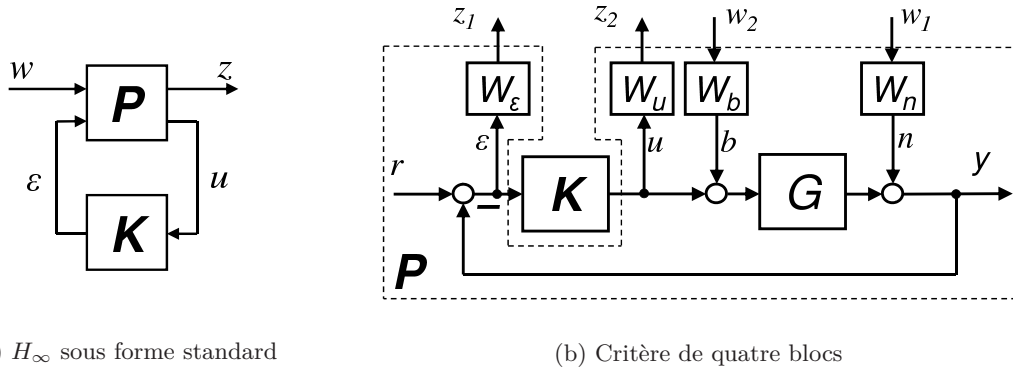 w
z
P
ε
u
K
z₁
z₂
w₂
w₁
Wε
Wu
Wb
Wn
ε
u
b
n
y
r
K
G
−
P
) H∞ sous forme standard
(b) Critère de quatre blocs